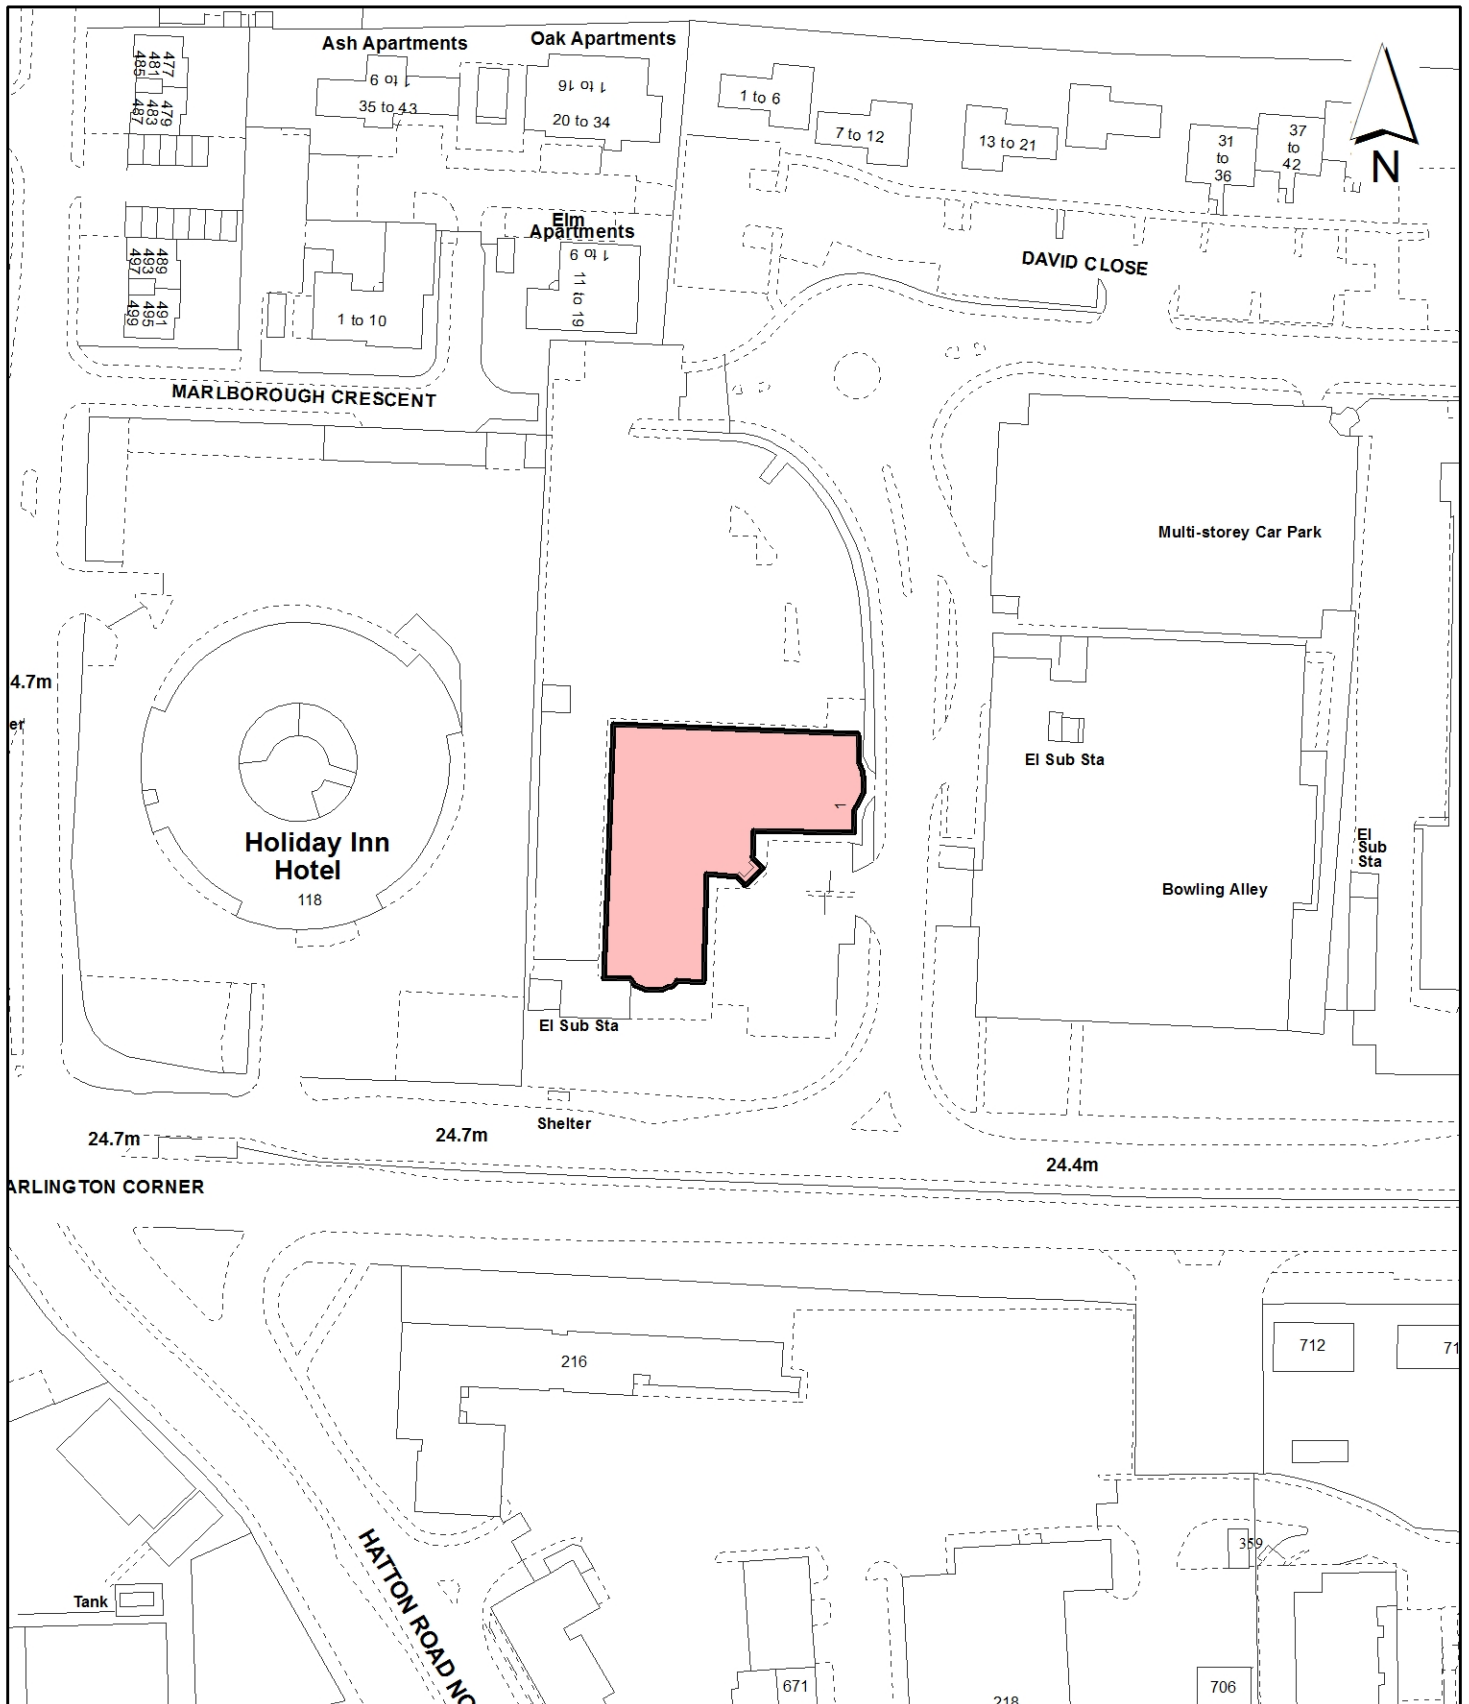 Ash Apartments
Oak Apartments
477
481
485
479
483
487
1 to 9
35 to 43
1 to 16
20 to 34
1 to 6
7 to 12
13 to 21
31
to
36
37
to
42
N
Elm
Apartments
1 to 9
11 to 19
DAVID CLOSE
489
493
497
491
495
499
1 to 10
MARLBOROUGH CRESCENT
Multi-storey Car Park
4.7m
er
El Sub Sta
1
Holiday Inn
Hotel
118
El
Sub
Sta
Bowling Alley
El Sub Sta
Shelter
24.7m
24.7m
24.4m
ARLINGTON CORNER
216
712
71
359
HATTON ROAD NO
Tank
671
218
706